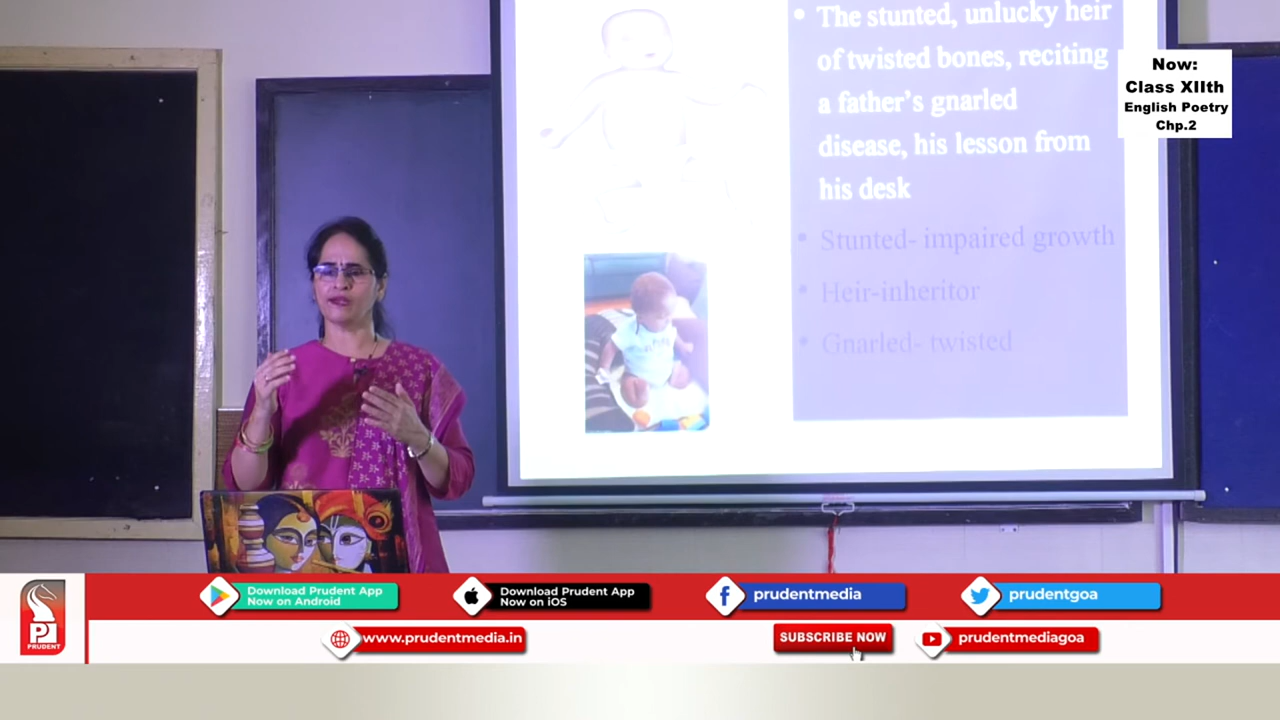 • The stunted, unlucky heir
of twisted bones, reciting
a father’s gnarled
disease, his lesson from
his desk
• Stunted- impaired growth
• Heir-inheritor
• Gnarled- twisted
Now:
Class XIIth
English Poetry
Chp.2
PRUDENT
Download Prudent App
Now on Android
Download Prudent App
Now on iOS
prudentmedia
prudentgoa
www.prudentmedia.in
SUBSCRIBE NOW
prudentmediagoa